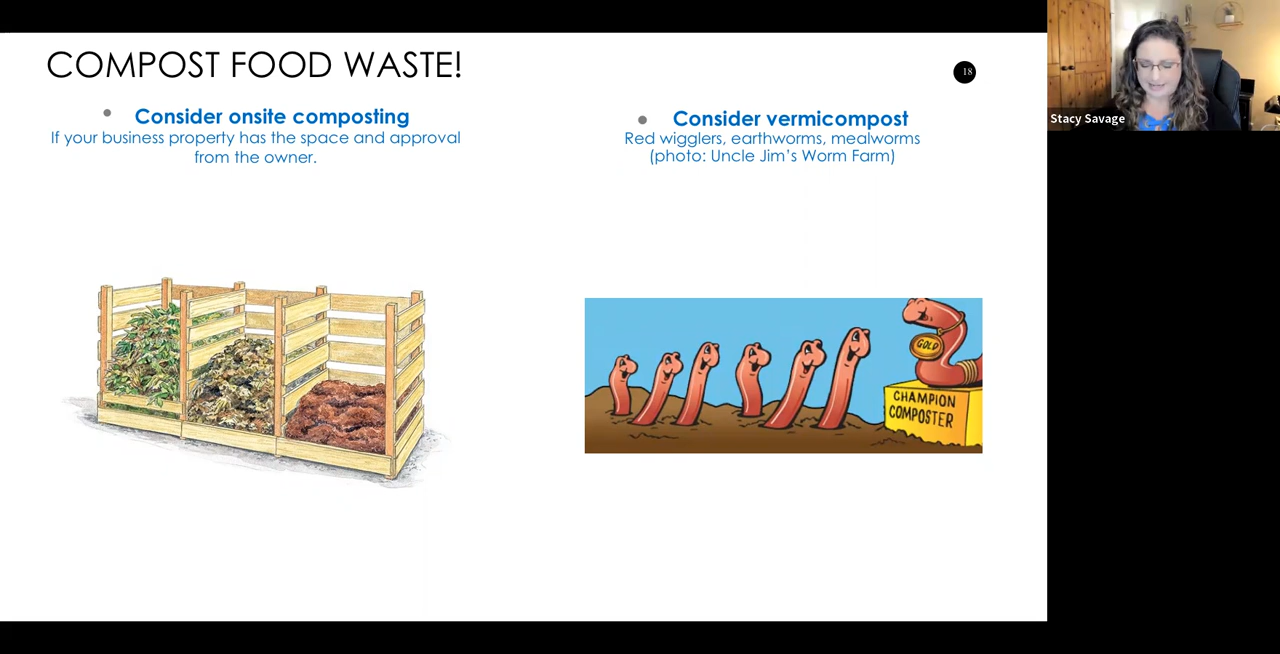 COMPOST FOOD WASTE!
18
Consider onsite composting
If your business property has the space and approval
from the owner.
Consider vermicompost
Red wigglers, earthworms, mealworms
(photo: Uncle Jim’s Worm Farm)
GOLD
CHAMPION
COMPOSTER
Stacy Savage